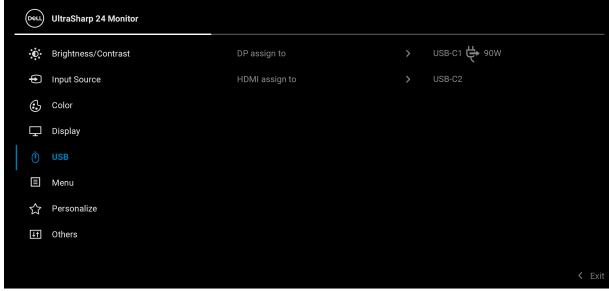 DELL UltraSharp 24 Monitor
Brightness/Contrast DP assign to > USB-C1 90W
Input Source HDMI assign to > USB-C2
Color
Display
USB
Menu
Personalize
Others
< Exit